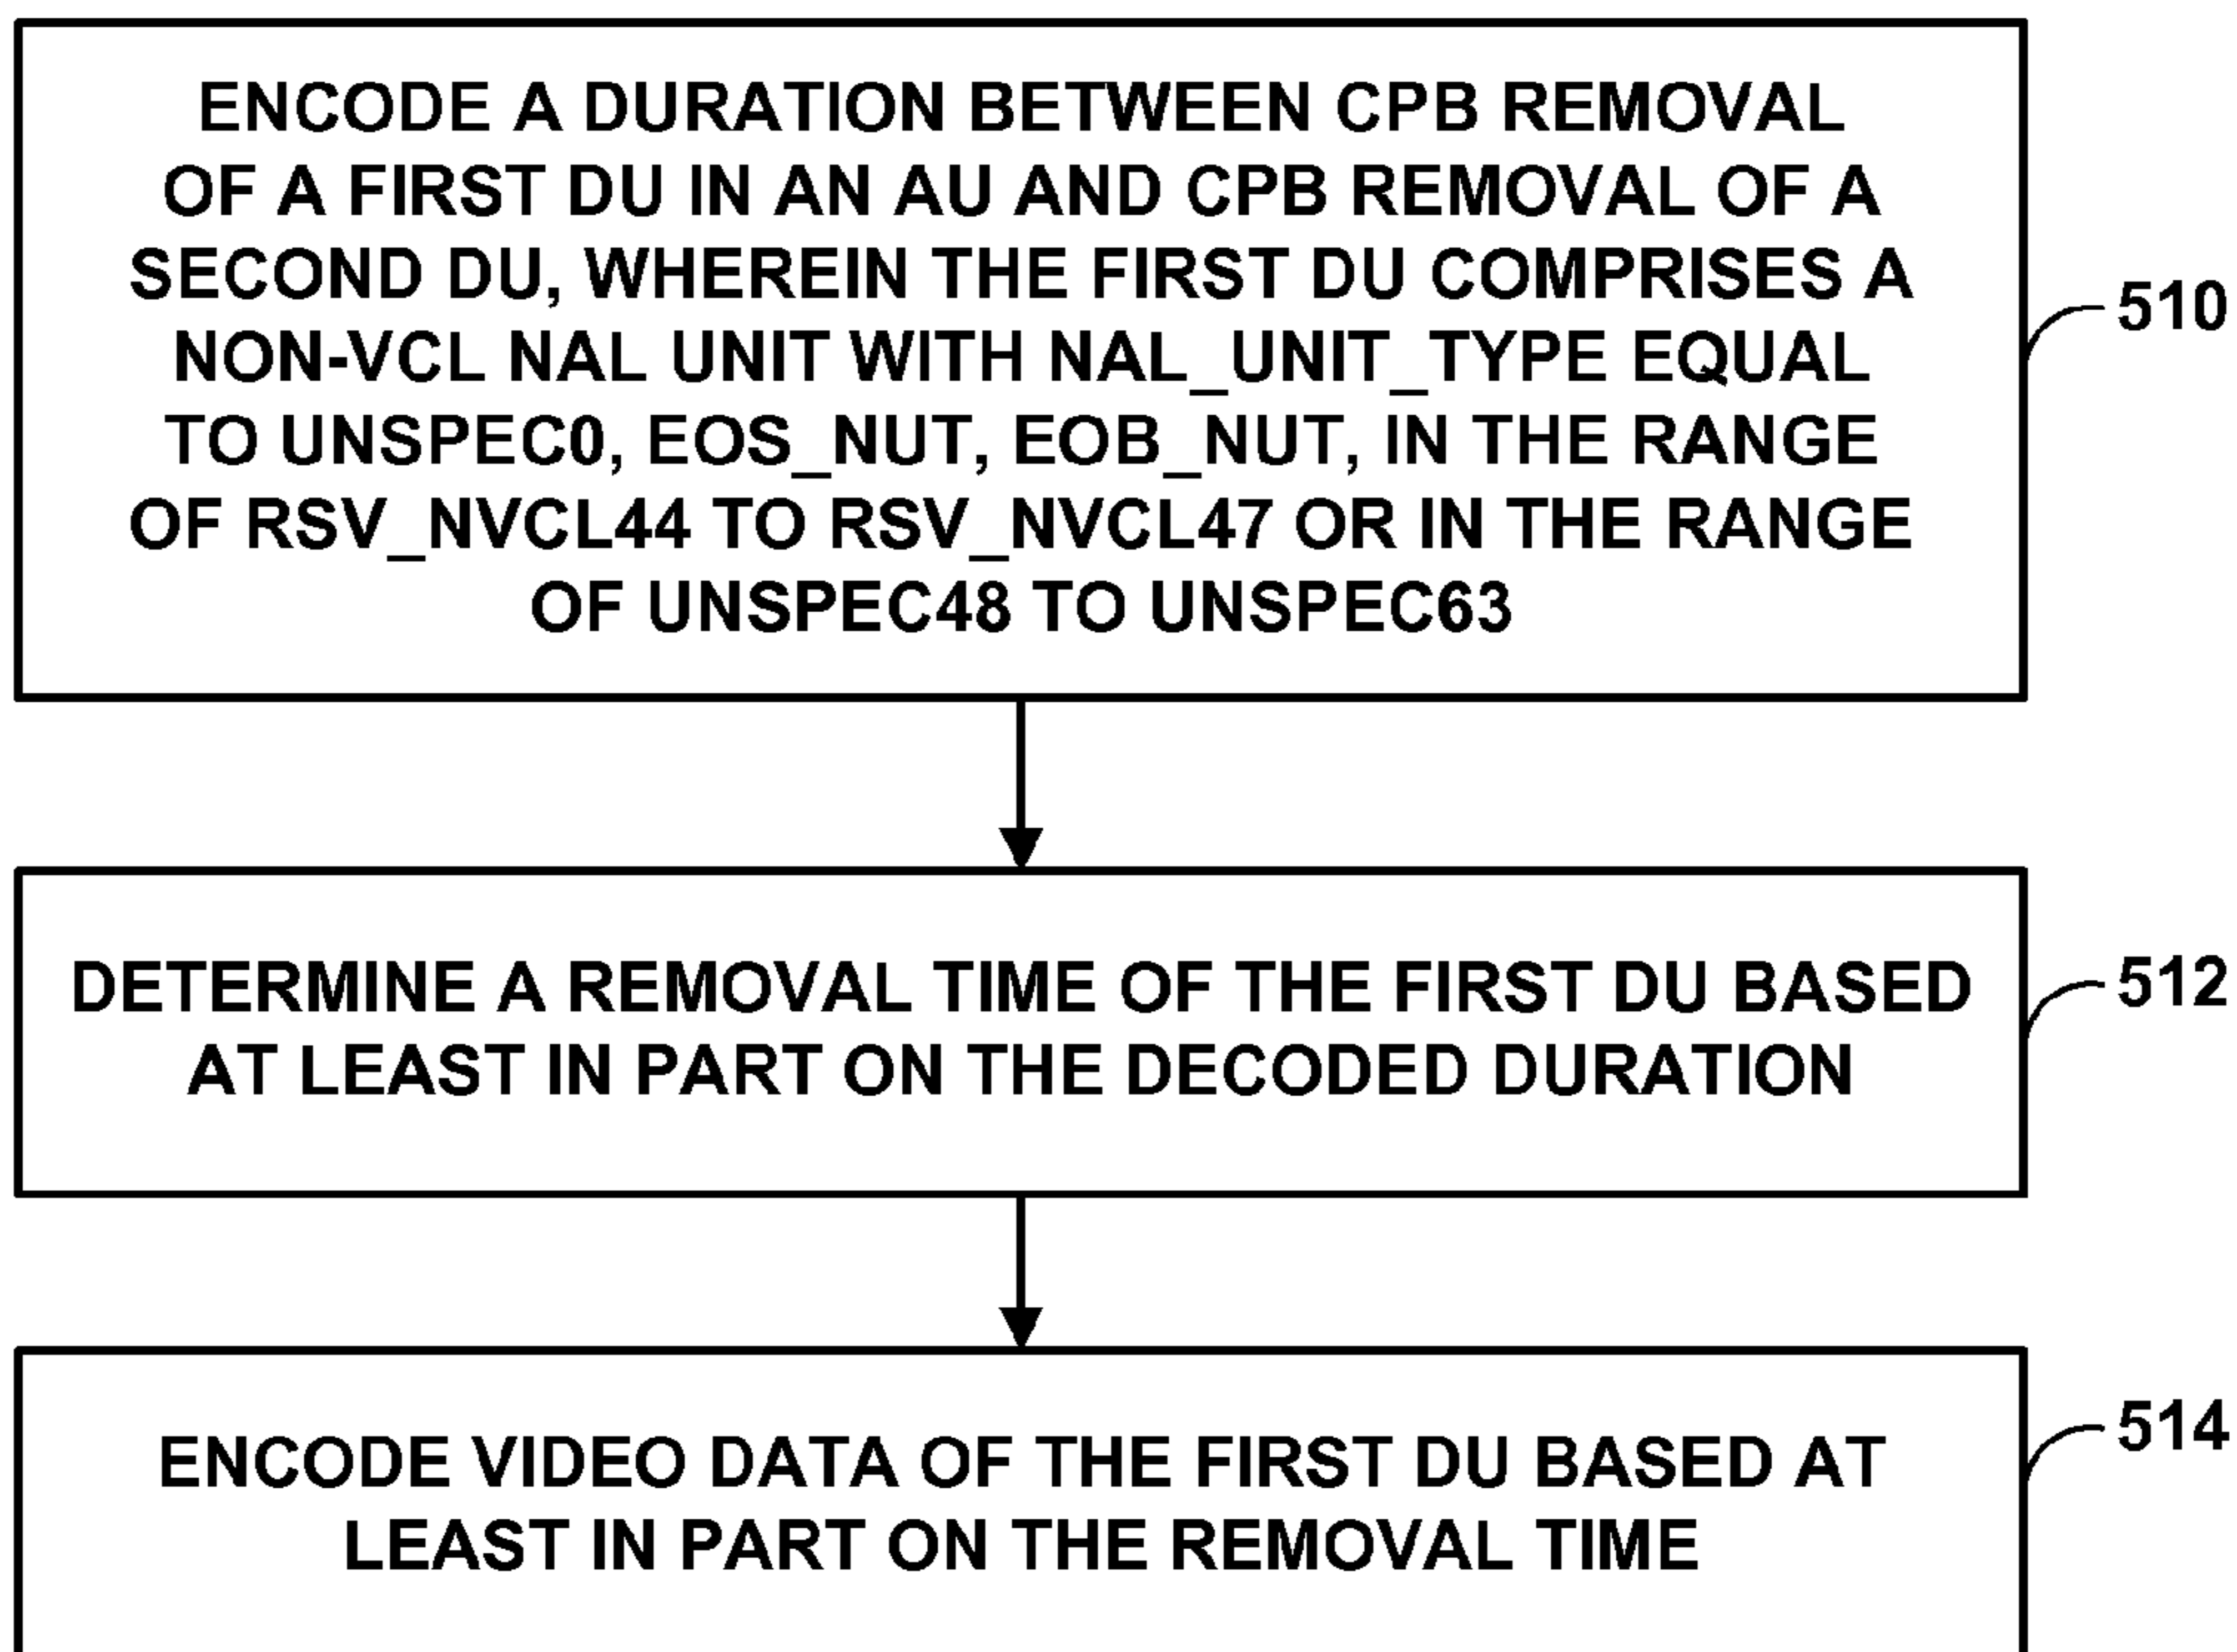 ENCODE A DURATION BETWEEN CPB REMOVAL
OF A FIRST DU IN AN AU AND CPB REMOVAL OF A
SECOND DU, WHEREIN THE FIRST DU COMPRISES A
NON-VCL NAL UNIT WITH NAL_UNIT_TYPE EQUAL
TO UNSPEC0, EOS_NUT, EOB_NUT, IN THE RANGE
OF RSV_NVCL44 TO RSV_NVCL47 OR IN THE RANGE
OF UNSPEC48 TO UNSPEC63
510
DETERMINE A REMOVAL TIME OF THE FIRST DU BASED
AT LEAST IN PART ON THE DECODED DURATION
512
ENCODE VIDEO DATA OF THE FIRST DU BASED AT
LEAST IN PART ON THE REMOVAL TIME
514